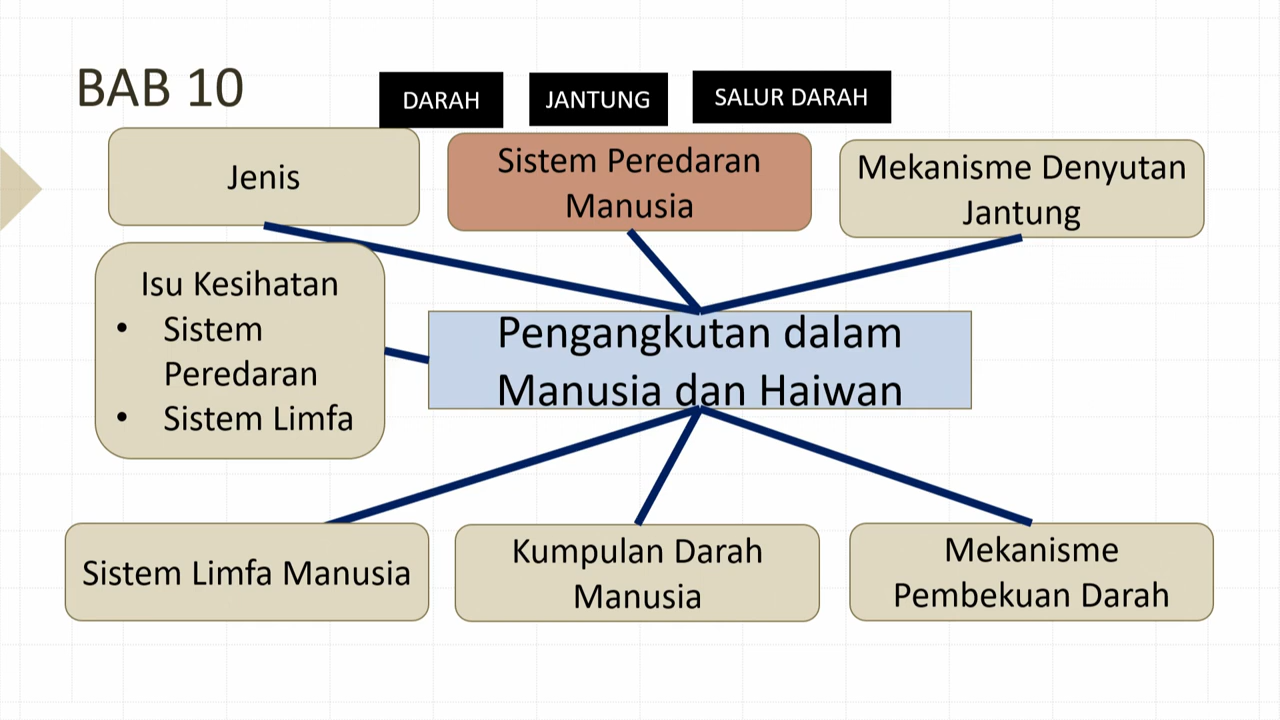 BAB 10
DARAH
JANTUNG
SALUR DARAH
Jenis
Sistem Peredaran
Manusia
Mekanisme Denyutan
Jantung
Isu Kesihatan
• Sistem
Peredaran
• Sistem Limfa
Pengangkutan dalam
Manusia dan Haiwan
Sistem Limfa Manusia
Kumpulan Darah
Manusia
Mekanisme
Pembekuan Darah